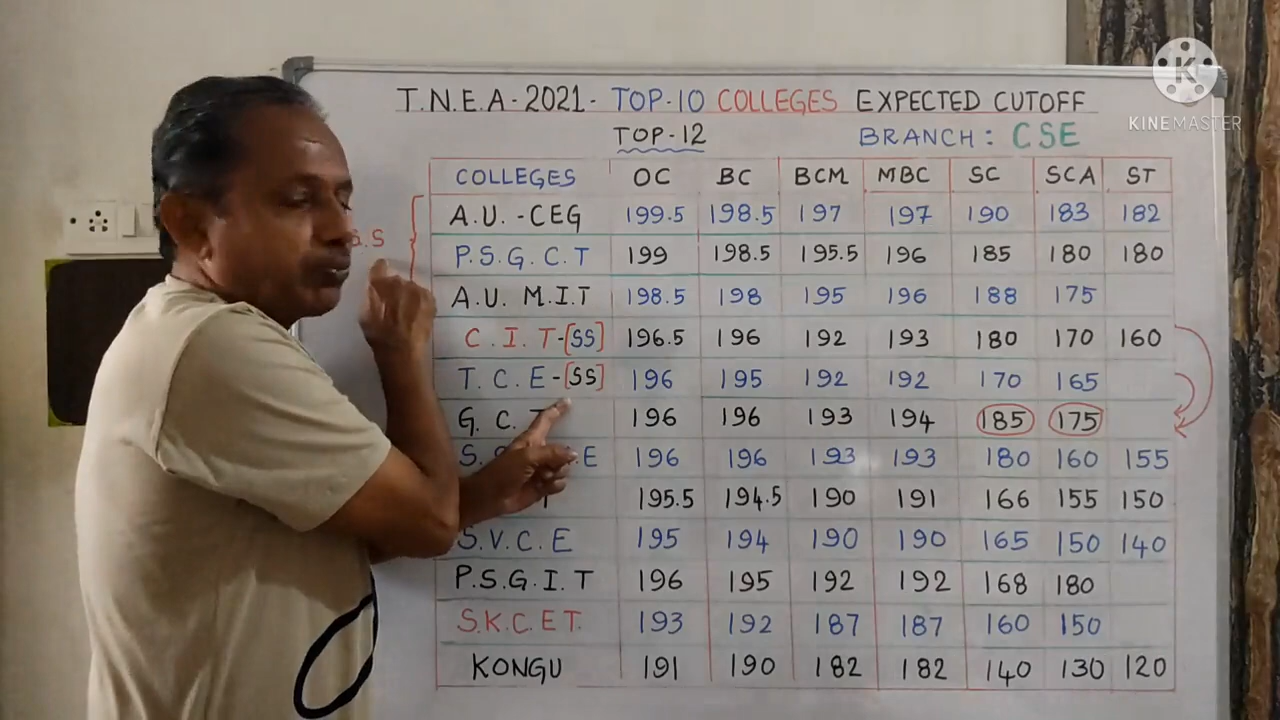 T.N.E.A-2021- TOP-10 COLLEGES EXPECTED CUTOFF
TOP-12 BRANCH: CSE
COLLEGES OC BC BCM MBC SC SCA ST
A.U.-CEG 199.5 198.5 197 197 190 183 182
P.S.G.C.T 199 198.5 195.5 196 185 180 180
A.U. M.I.T 198.5 198 195 196 188 175
C.I.T-[SS] 196.5 196 192 193 180 170 160
T.C.E-[SS] 196 195 192 192 170 165
G.C. 196 196 193 194 185 175
S. E 196 196 193 193 180 160 155
195.5 194.5 190 191 166 155 150
S.V.C.E 195 194 190 190 165 150 140
P.S.G.I.T 196 195 192 192 168 180
S.K.C.ET. 193 192 187 187 160 150
KONGU 191 190 182 182 140 130 120
KINEMASTER